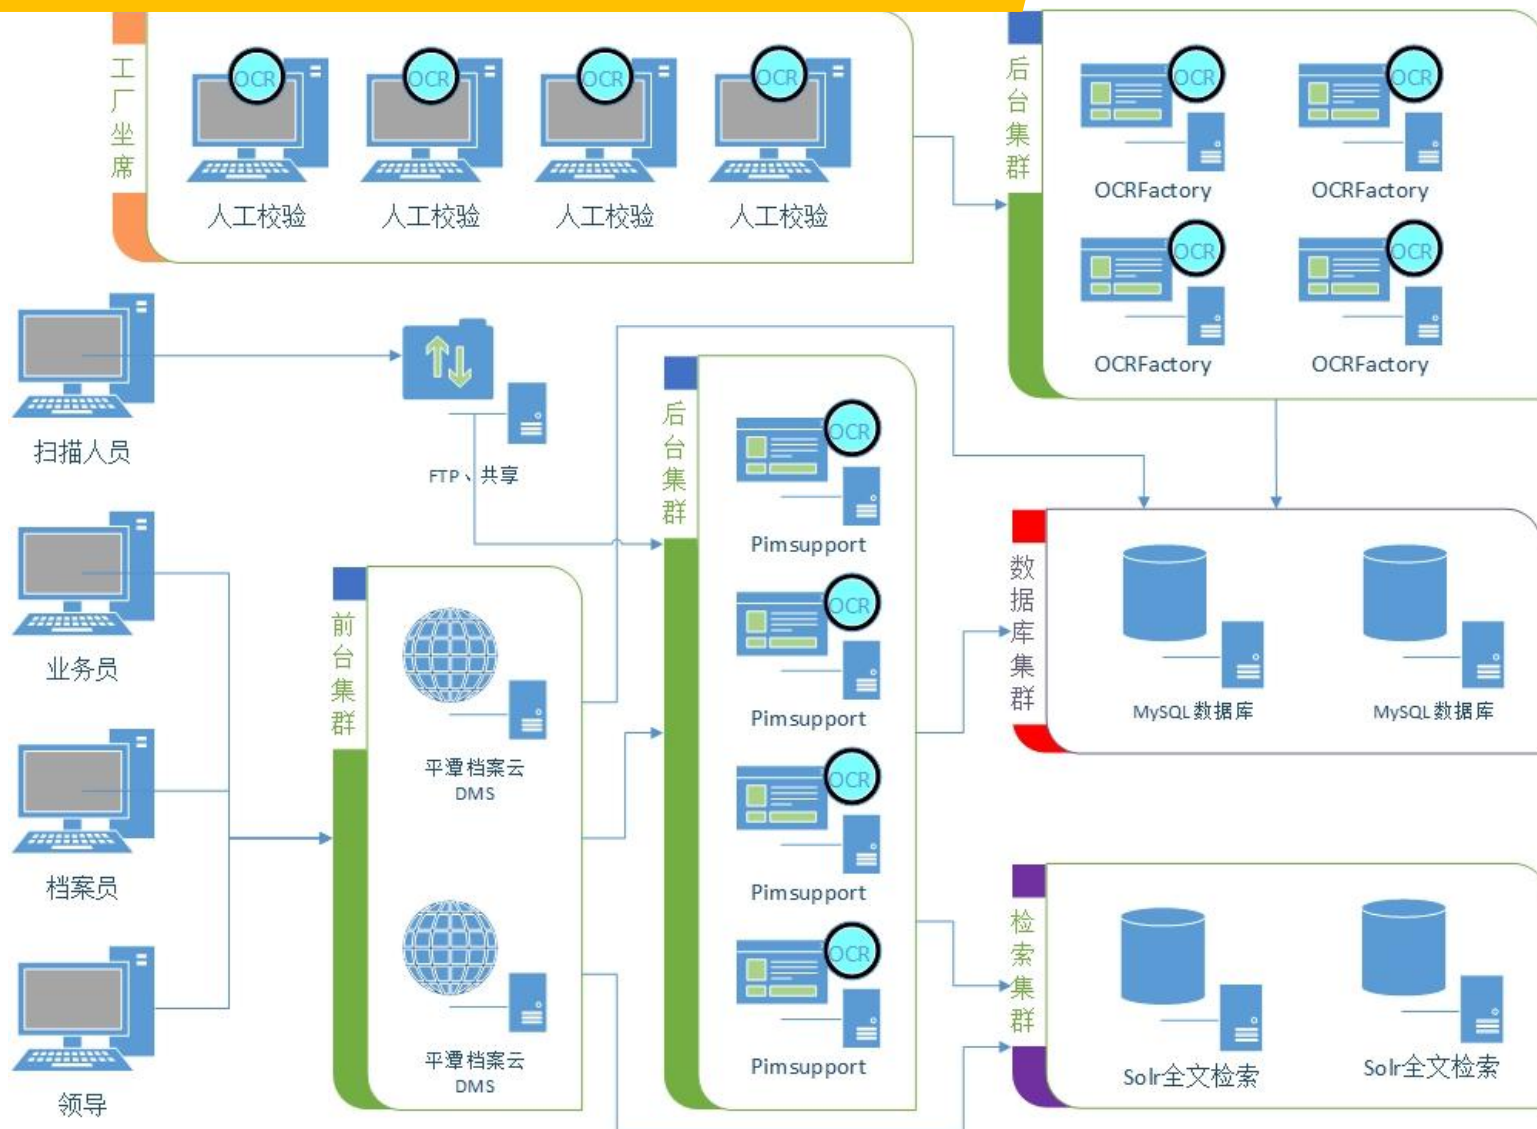 工厂坐席
OCR
OCR
OCR
OCR
人工校验
人工校验
人工校验
人工校验
后台集群
OCR
OCR
OCRFactory
OCRFactory
OCR
OCR
OCRFactory
OCRFactory
扫描人员
FTP、共享
业务员
档案员
领导
前台集群
平潭档案云
DMS
平潭档案云
DMS
后台集群
OCR
Pimsupport
OCR
Pimsupport
OCR
Pimsupport
OCR
Pimsupport
数据库集群
MySQL数据库
MySQL数据库
检索集群
Solr全文检索
Solr全文检索